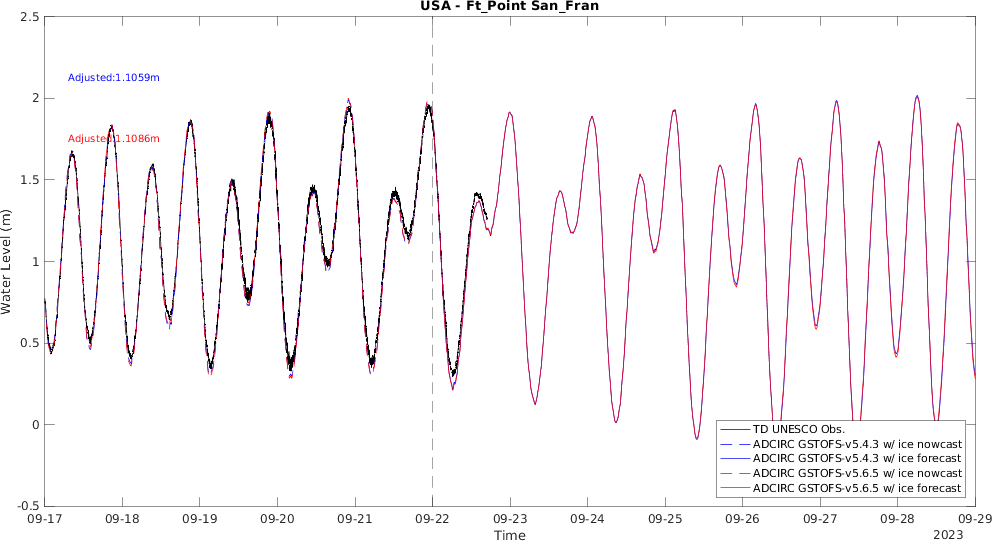 USA - Ft_Point San_Fran
2.5
2
1.5
1
0.5
0
-0.5
Water Level (m)
Adjusted:1.1059m
Adjusted:1.1086m
TD UNESCO Obs.
ADCIRC GSTOFS-v5.4.3 w/ ice nowcast
ADCIRC GSTOFS-v5.4.3 w/ ice forecast
ADCIRC GSTOFS-v5.6.5 w/ ice nowcast
ADCIRC GSTOFS-v5.6.5 w/ ice forecast
09-17 09-18 09-19 09-20 09-21 09-22 09-23 09-24 09-25 09-26 09-27 09-28 09-29
Time
2023